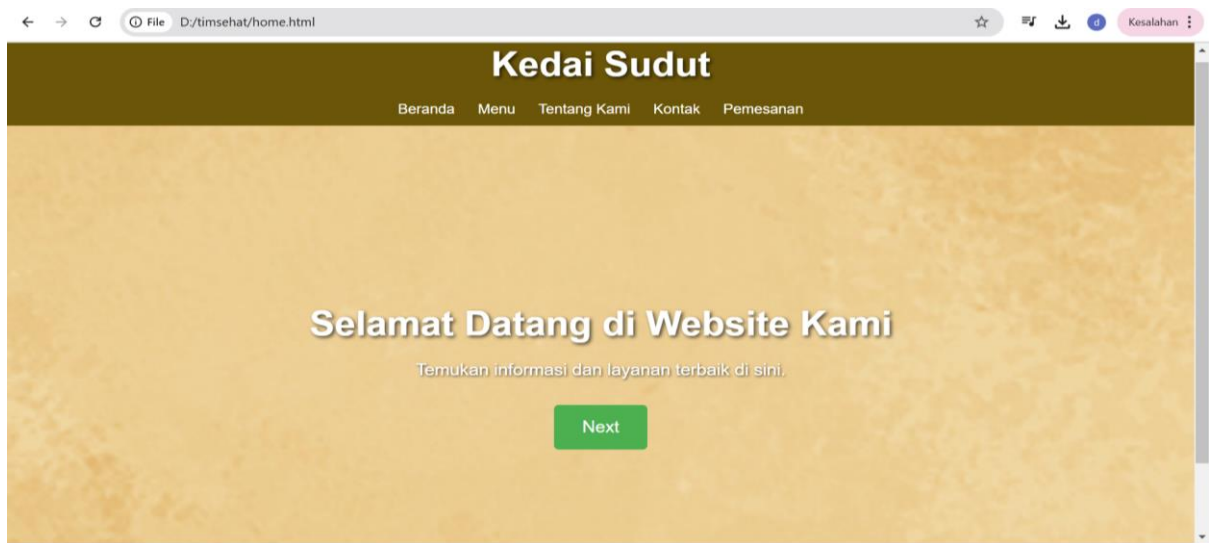 File D:/timsehat/home.html d Kesalahan
Kedai Sudut
Beranda Menu Tentang Kami Kontak Pemesanan
Selamat Datang di Website Kami
Temukan informasi dan layanan terbaik di sini.
Next